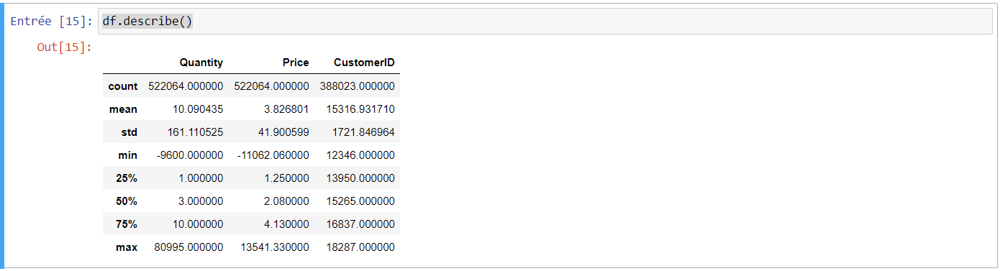 Entrée [15]: df.describe()
Out[15]:
Quantity Price CustomerID
count 522064.000000 522064.000000 388023.000000
mean 10.090435 3.826801 15316.931710
std 161.110525 41.900599 1721.846964
min -9600.000000 -11062.060000 12346.000000
25% 1.000000 1.250000 13950.000000
50% 3.000000 2.080000 15265.000000
75% 10.000000 4.130000 16837.000000
max 80995.000000 13541.330000 18287.000000